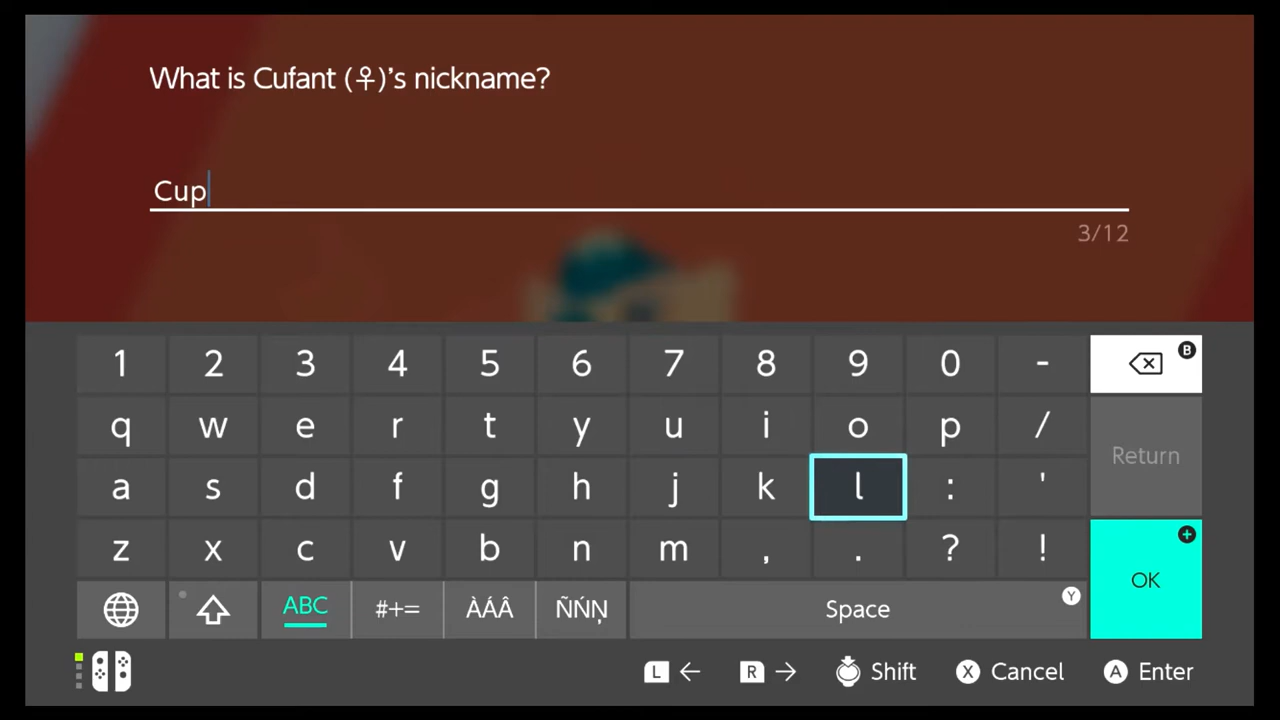 What is Cufant (♀)'s nickname?
Cup
3/12
1 2 3 4 5 6 7 8 9 0 - B
q w e r t y u i o p / Return
a s d f g h j k l : '
z x c v b n m , . ? ! + OK
ABC #+= ÀÁÂ ÑŃŅ Space Y
L ← R → Shift X Cancel A Enter